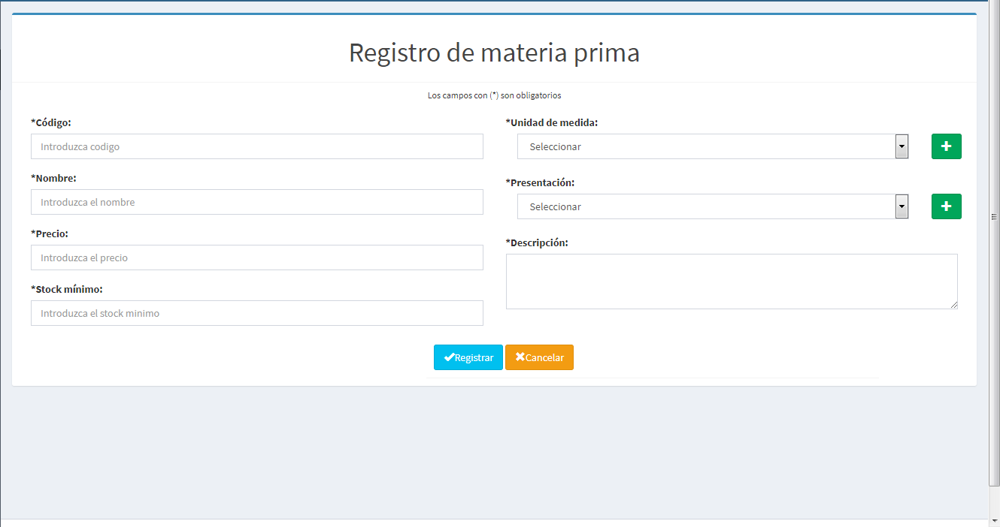 Registro de materia prima
Los campos con (*) son obligatorios
*Código:
Introduzca codigo
*Nombre:
Introduzca el nombre
*Precio:
Introduzca el precio
*Stock mínimo:
Introduzca el stock minimo
*Unidad de medida:
Seleccionar
*Presentación:
Seleccionar
*Descripción:
Registrar Cancelar